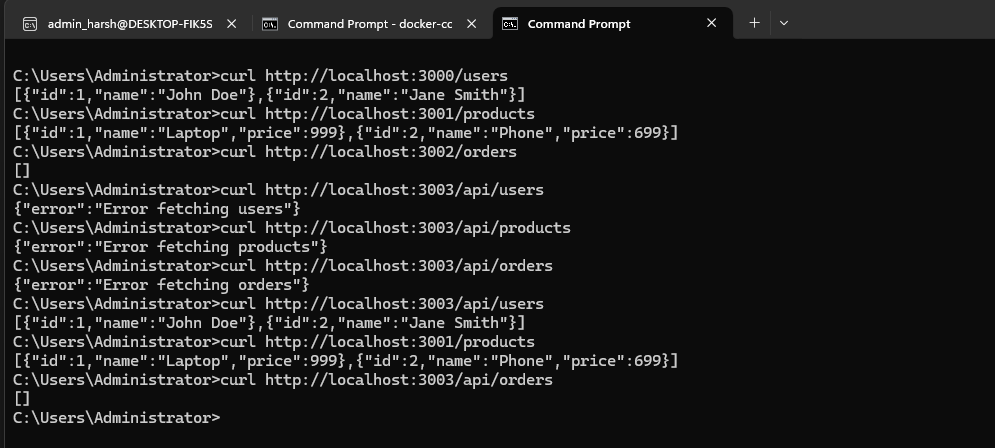 admin_harsh@DESKTOP-FIK5S
Command Prompt - docker-cc
Command Prompt
C:\Users\Administrator>curl http://localhost:3000/users
[{"id":1,"name":"John Doe"},{"id":2,"name":"Jane Smith"}]
C:\Users\Administrator>curl http://localhost:3001/products
[{"id":1,"name":"Laptop","price":999},{"id":2,"name":"Phone","price":699}]
C:\Users\Administrator>curl http://localhost:3002/orders
[]
C:\Users\Administrator>curl http://localhost:3003/api/users
{"error":"Error fetching users"}
C:\Users\Administrator>curl http://localhost:3003/api/products
{"error":"Error fetching products"}
C:\Users\Administrator>curl http://localhost:3003/api/orders
{"error":"Error fetching orders"}
C:\Users\Administrator>curl http://localhost:3003/api/users
[{"id":1,"name":"John Doe"},{"id":2,"name":"Jane Smith"}]
C:\Users\Administrator>curl http://localhost:3001/products
[{"id":1,"name":"Laptop","price":999},{"id":2,"name":"Phone","price":699}]
C:\Users\Administrator>curl http://localhost:3003/api/orders
[]
C:\Users\Administrator>